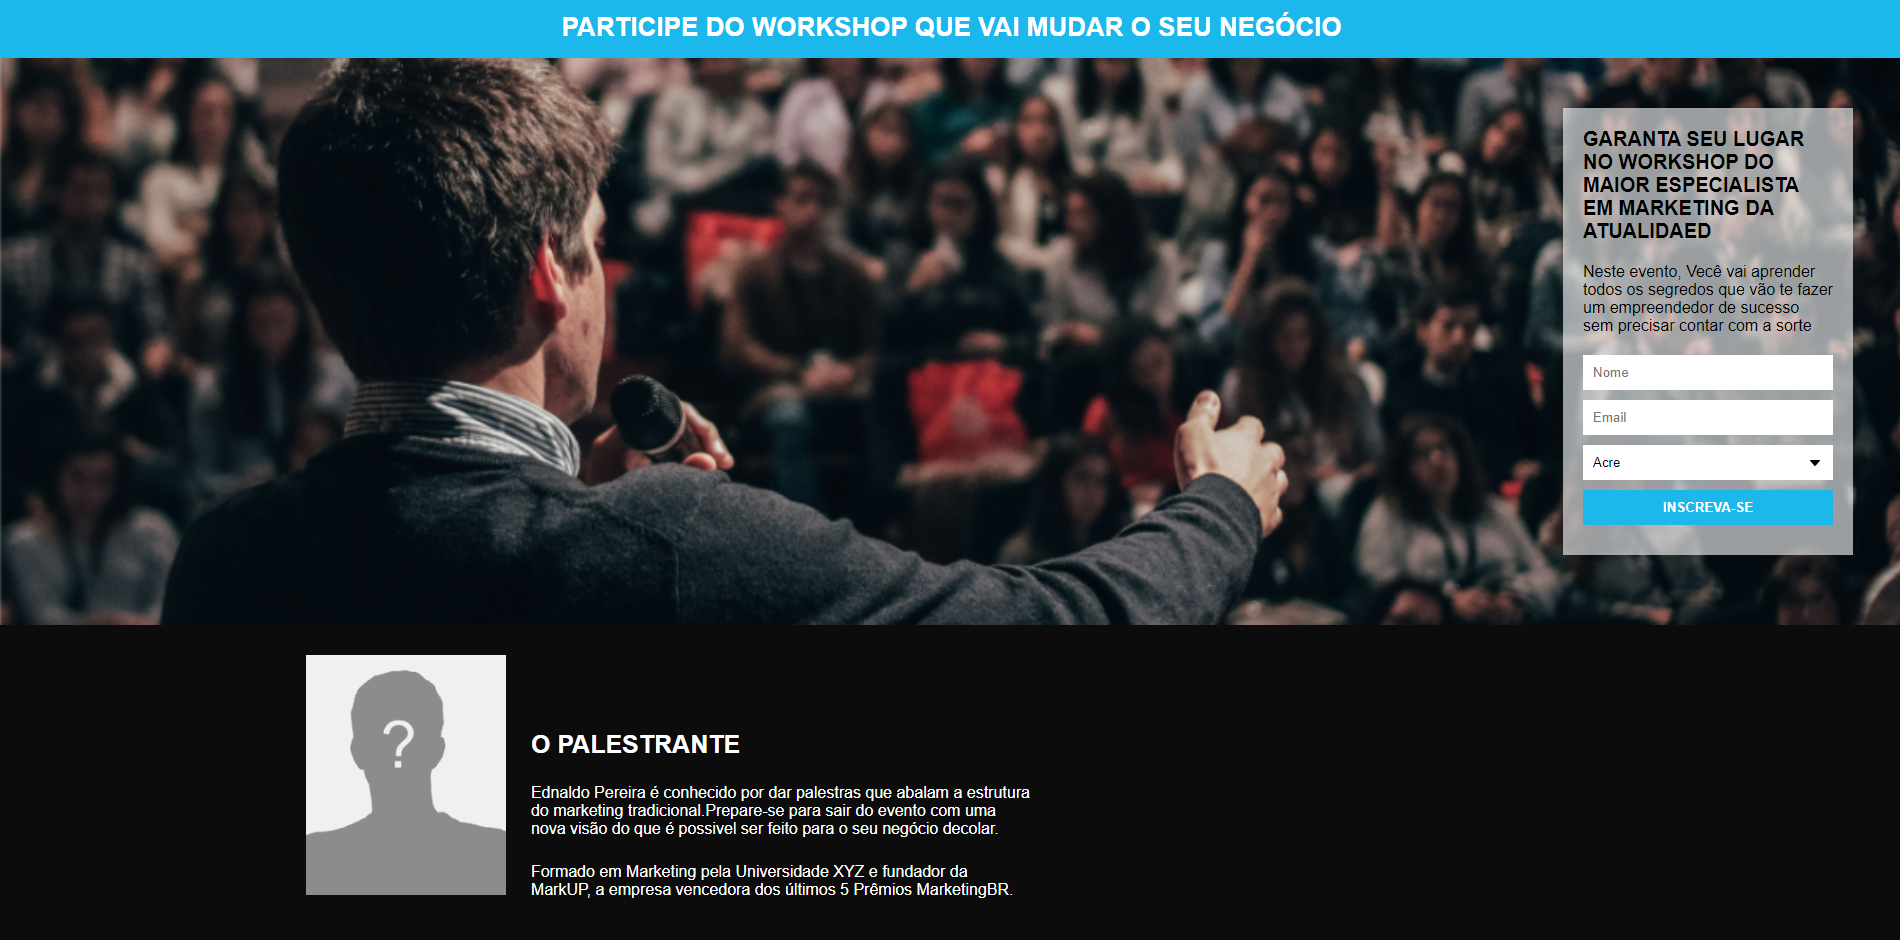 PARTICIPE DO WORKSHOP QUE VAI MUDAR O SEU NEGÓCIO
GARANTA SEU LUGAR
NO WORKSHOP DO
MAIOR ESPECIALISTA
EM MARKETING DA
ATUALIDAED
Neste evento, Vecê vai aprender
todos os segredos que vão te fazer
um empreendedor de sucesso
sem precisar contar com a sorte
Nome
Email
Acre
INSCREVA-SE
?
O PALESTRANTE
Ednaldo Pereira é conhecido por dar palestras que abalam a estrutura
do marketing tradicional.Prepare-se para sair do evento com uma
nova visão do que é possivel ser feito para o seu negócio decolar.
Formado em Marketing pela Universidade XYZ e fundador da
MarkUP, a empresa vencedora dos últimos 5 Prêmios MarketingBR.